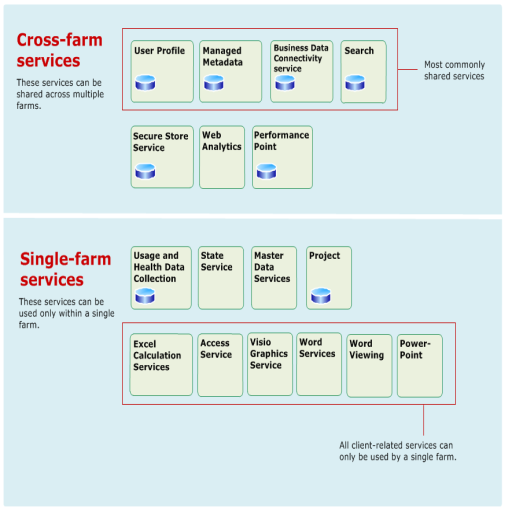 Cross-farm
services
These services can be
shared across multiple
farms.
User Profile
Managed
Metadata
Business Data
Connectivity
service
Search
Most commonly
shared services
Secure Store
Service
Web
Analytics
Performance
Point
Single-farm
services
These services can be
used only within a single
farm.
Usage and
Health Data
Collection
State
Service
Master
Data
Services
Project
Excel
Calculation
Services
Access
Service
Visio
Graphics
Service
Word
Services
Word
Viewing
Power-
Point
All client-related services can
only be used by a single farm.